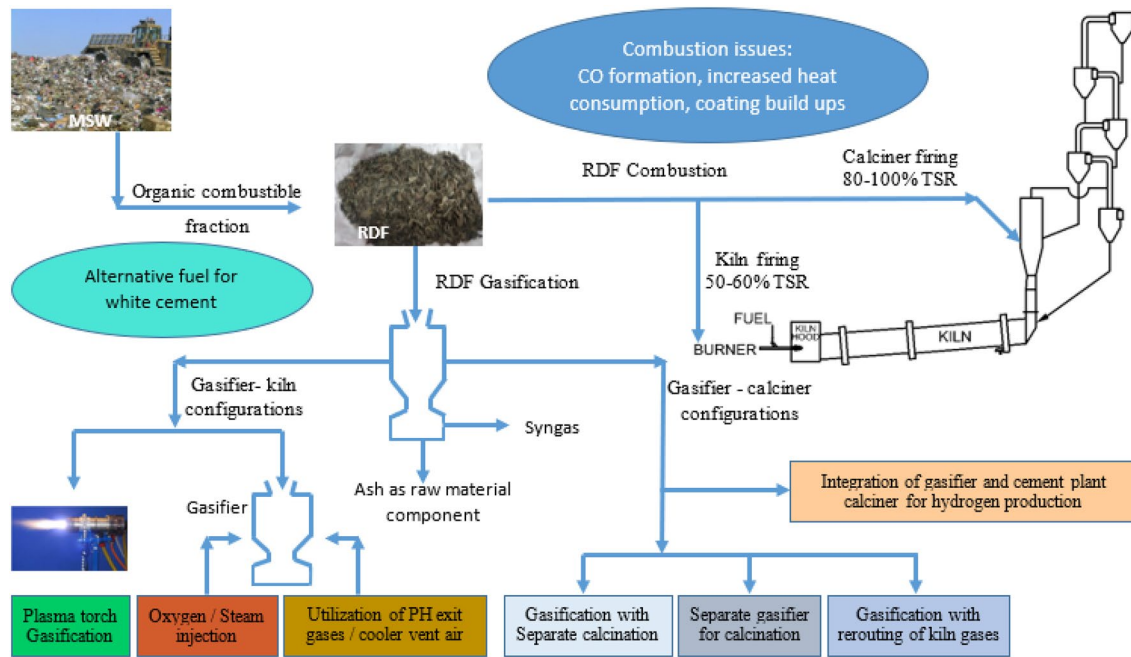 Combustion issues:
CO formation, increased heat
consumption, coating build ups
MSW
Organic combustible
fraction
RDF
RDF Combustion
Calciner firing
80-100% TSR
Alternative fuel for
white cement
RDF Gasification
Kiln firing
50-60% TSR
FUEL
BURNER
KILN
HOOD
KILN
Gasifier- kiln
configurations
Gasifier - calciner
configurations
Syngas
Ash as raw material
component
Gasifier
Integration of gasifier and cement plant
calciner for hydrogen production
Plasma torch
Gasification
Oxygen / Steam
injection
Utilization of PH exit
gases / cooler vent air
Gasification with
Separate calcination
Separate gasifier
for calcination
Gasification with
rerouting of kiln gases